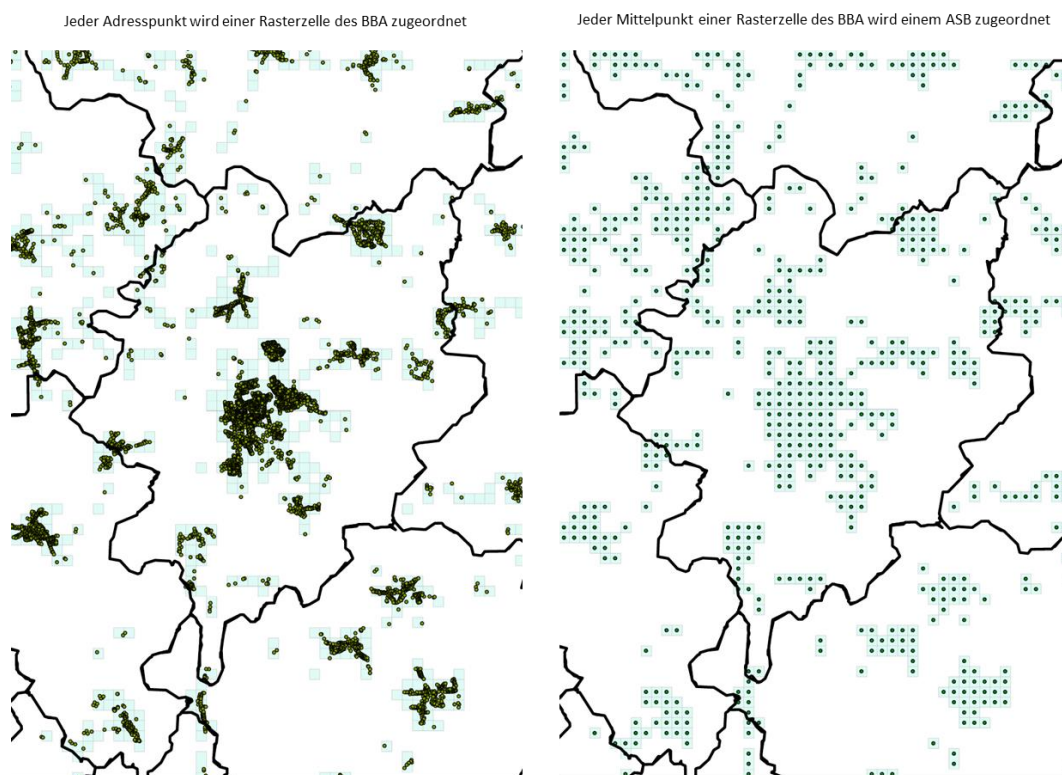 Jeder Adresspunkt wird einer Rasterzelle des BBA zugeordnet
Jeder Mittelpunkt einer Rasterzelle des BBA wird einem ASB zugeordnet